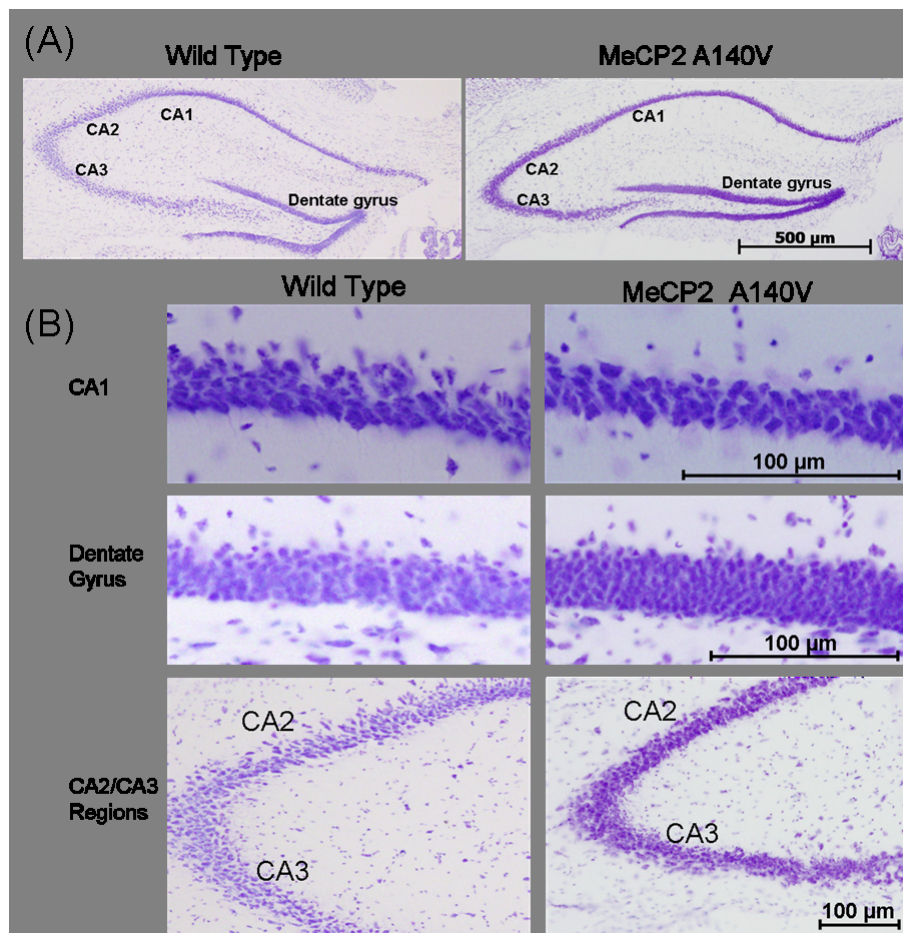 (A)
Wild Type
MeCP2 A140V
CA1
CA2
CA3
Dentate gyrus
CA1
CA2
CA3
Dentate gyrus
500 µm
(B)
Wild Type
MeCP2 A140V
CA1
100 µm
Dentate
Gyrus
100 µm
CA2/CA3
Regions
CA2
CA3
CA2
CA3
100 µm